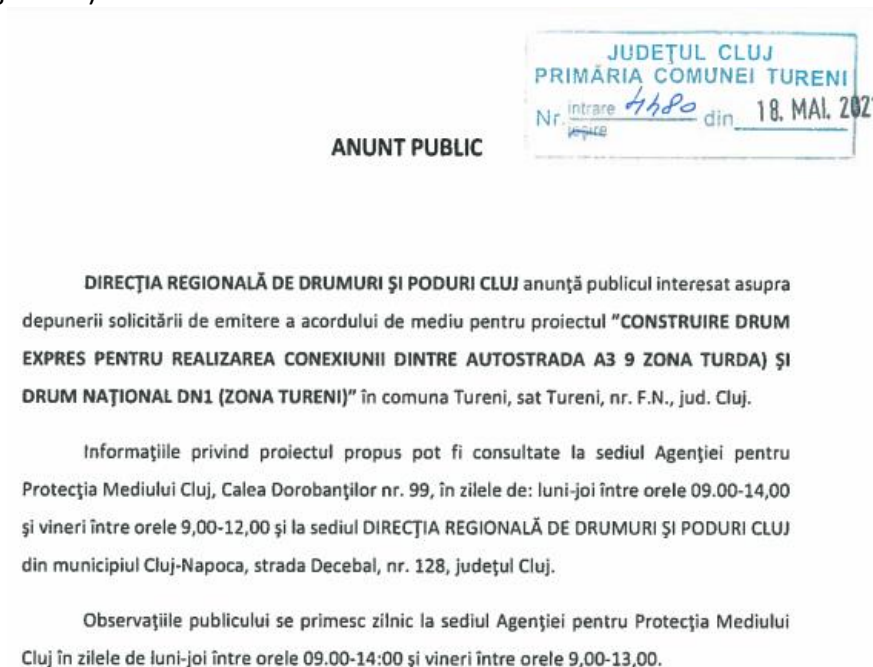 JUDEŢUL CLUJ
PRIMĂRIA COMUNEI TURENI
Nr. intrare 4480 din 18. MAI. 202
ieşire
ANUNT PUBLIC
DIRECŢIA REGIONALĂ DE DRUMURI ŞI PODURI CLUJ anunţă publicul interesat asupra
depunerii solicitării de emitere a acordului de mediu pentru proiectul "CONSTRUIRE DRUM
EXPRES PENTRU REALIZAREA CONEXIUNII DINTRE AUTOSTRADA A3 9 ZONA TURDA) ŞI
DRUM NAŢIONAL DN1 (ZONA TURENI)" în comuna Tureni, sat Tureni, nr. F.N., jud. Cluj.
Informaţiile privind proiectul propus pot fi consultate la sediul Agenţiei pentru
Protecţia Mediului Cluj, Calea Dorobanţilor nr. 99, în zilele de: luni-joi între orele 09.00-14,00
şi vineri între orele 9,00-12,00 şi la sediul DIRECŢIA REGIONALĂ DE DRUMURI ŞI PODURI CLUJ
din municipiul Cluj-Napoca, strada Decebal, nr. 128, judeţul Cluj.
Observaţiile publicului se primesc zilnic la sediul Agenţiei pentru Protecţia Mediului
Cluj în zilele de luni-joi între orele 09.00-14:00 şi vineri între orele 9,00-13,00.